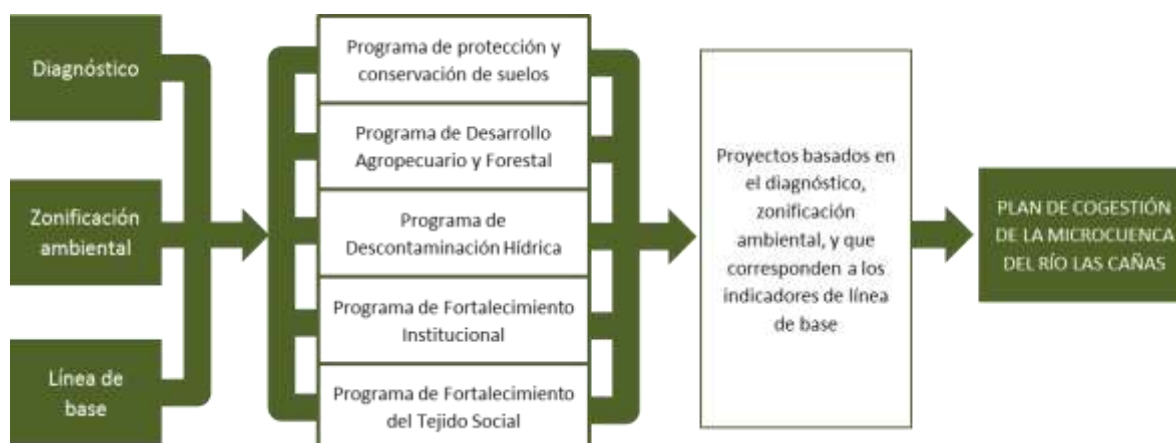 Diagnóstico
Zonificación
ambiental
Línea de
base
Programa de protección y
conservación de suelos
Programa de Desarrollo
Agropecuario y Forestal
Programa de
Descontaminación Hídrica
Programa de Fortalecimiento
Institucional
Programa de Fortalecimiento
del Tejido Social
Proyectos basados en
el diagnóstico,
zonificación
ambiental, y que
corresponden a los
indicadores de línea
de base
PLAN DE COGESTIÓN
DE LA MICROCUENCA
DEL RÍO LAS CAÑAS